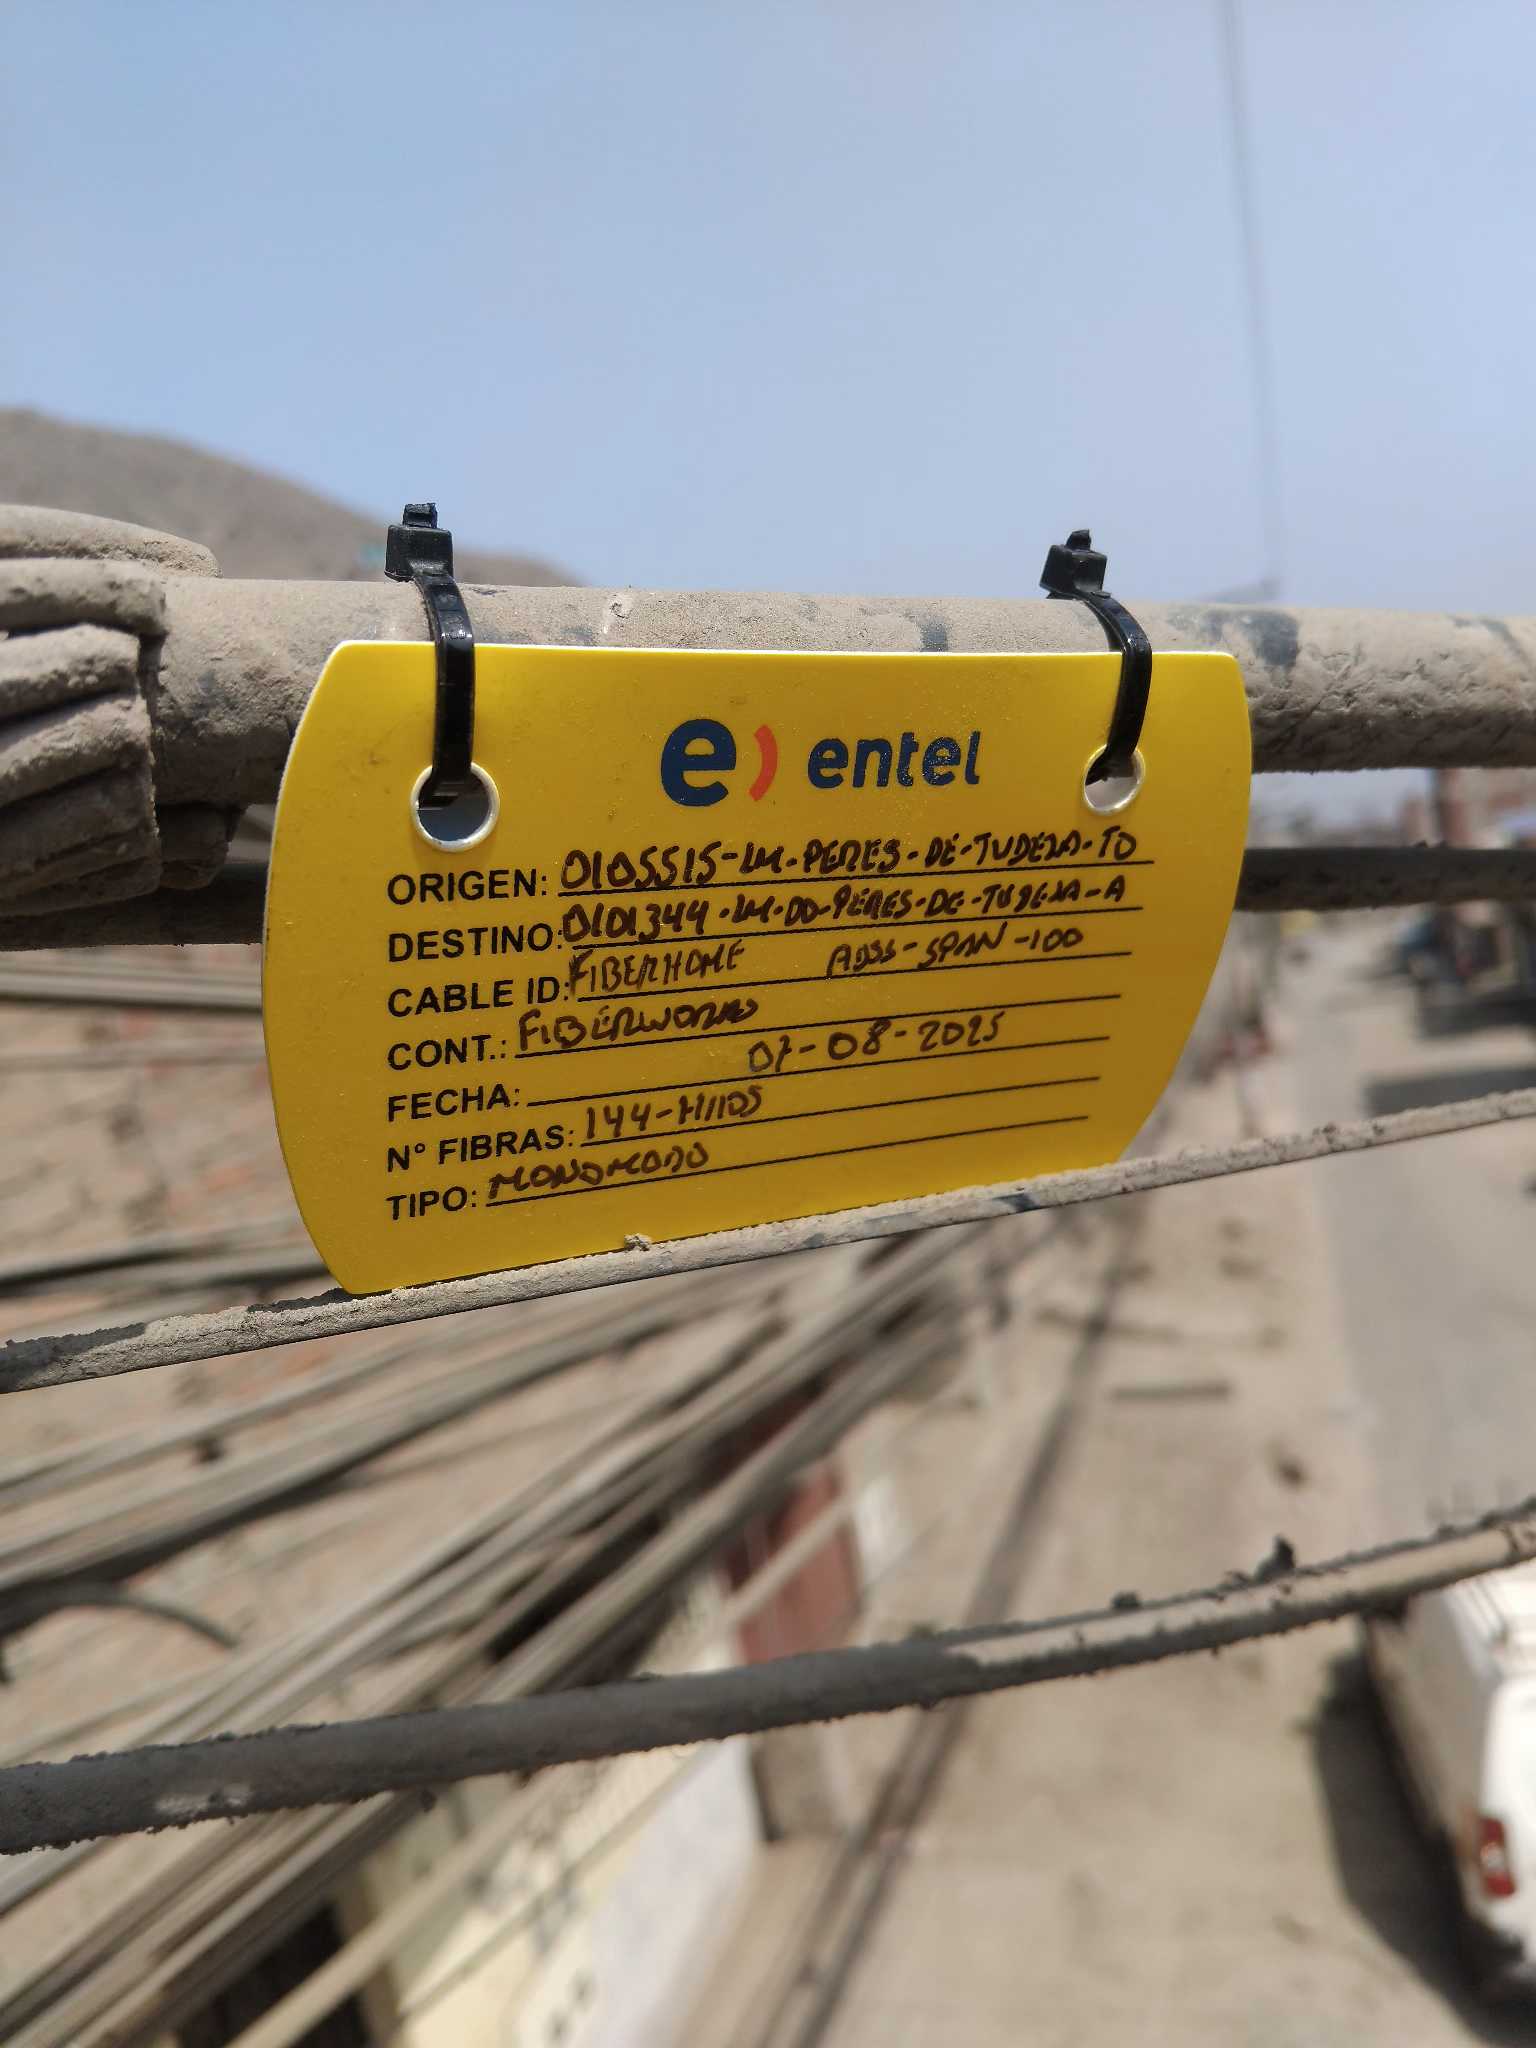 e) entel
ORIGEN: 0105515-LM-PERES-DE-TUDELA-TO
DESTINO: 0101344-LM-DD-PERES-DE-TUDELA-A
CABLE ID: FIBERHOME ADSS-SPAN-100
CONT.: FIBERWORKS
FECHA: 07-08-2025
N° FIBRAS: 144-HILOS
TIPO: MONOMODO